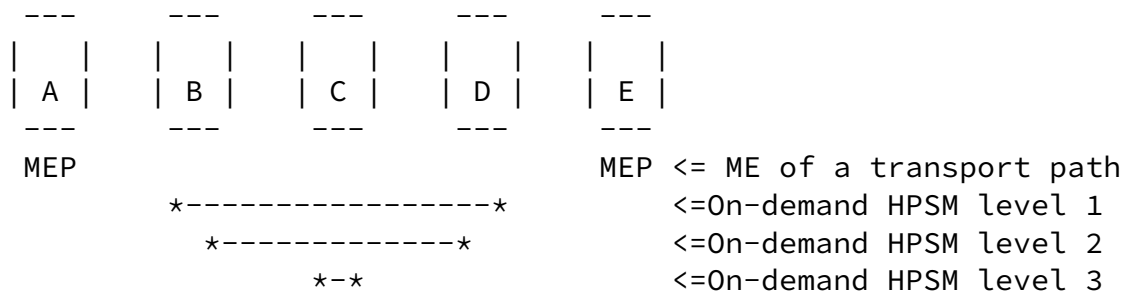 ---       ---       ---       ---       ---
|   |     |   |     |   |     |   |     |   |
| A |     | B |     | C |     | D |     | E |
 ---       ---       ---       ---       ---
 MEP                                     MEP <= ME of a transport path
           *-----------------*           <=On-demand HPSM level 1
             *-------------*             <=On-demand HPSM level 2
                    *-*                  <=On-demand HPSM level 3